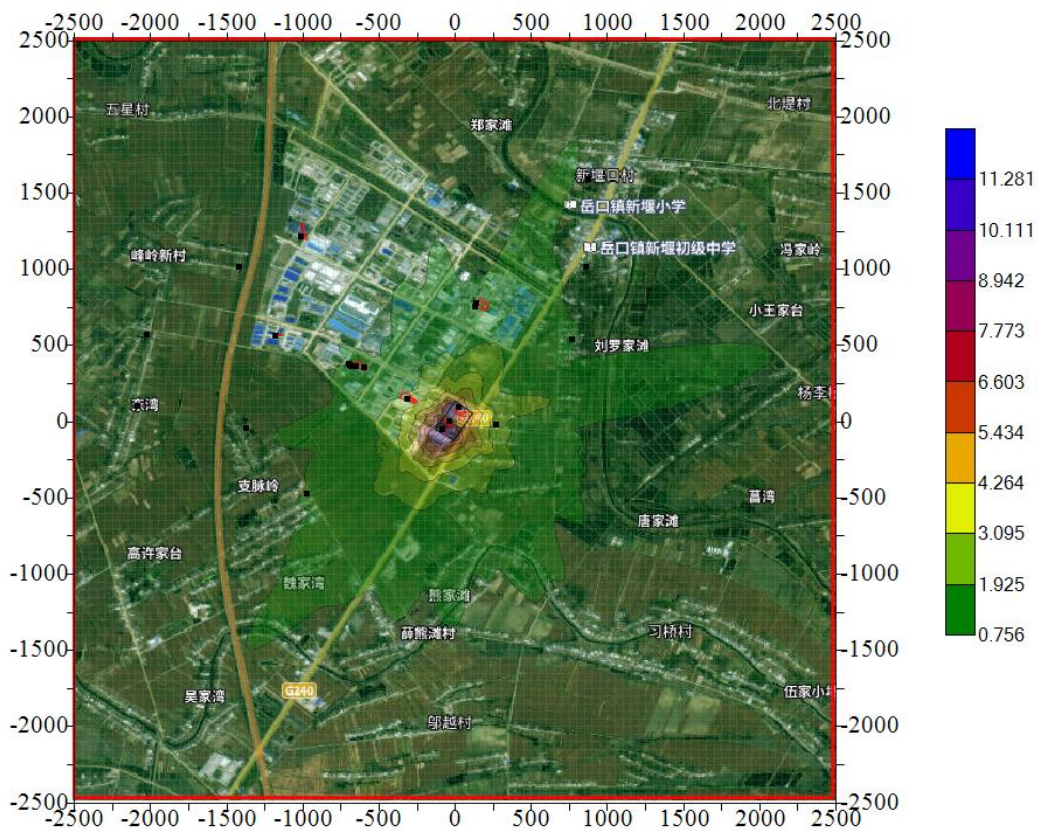 -2500 -2000 -1500 -1000 -500 0 500 1000 1500 2000 2500
2500 2500
北堤村
五星村
2000 2000
郑家滩
11.281
新堰口村
1500 1500
岳口镇新堰小学
10.111
岳口镇新堰初级中学
冯家岭
峰岭新村
1000 1000
8.942
小王家台
7.773
500 刘罗家滩 500
6.603
杨李
0 0
5.434
支脉岭
4.264
-500 菖湾 -500
唐家滩
3.095
高许家台
-1000 -1000
魏家湾
1.925
熊家滩
薛熊滩村
习桥村
0.756
-1500 -1500
吴家湾
G240
伍家小
邬越村
-2000 -2000
-2500 -2500
-2500 -2000 -1500 -1000 -500 0 500 1000 1500 2000 2500